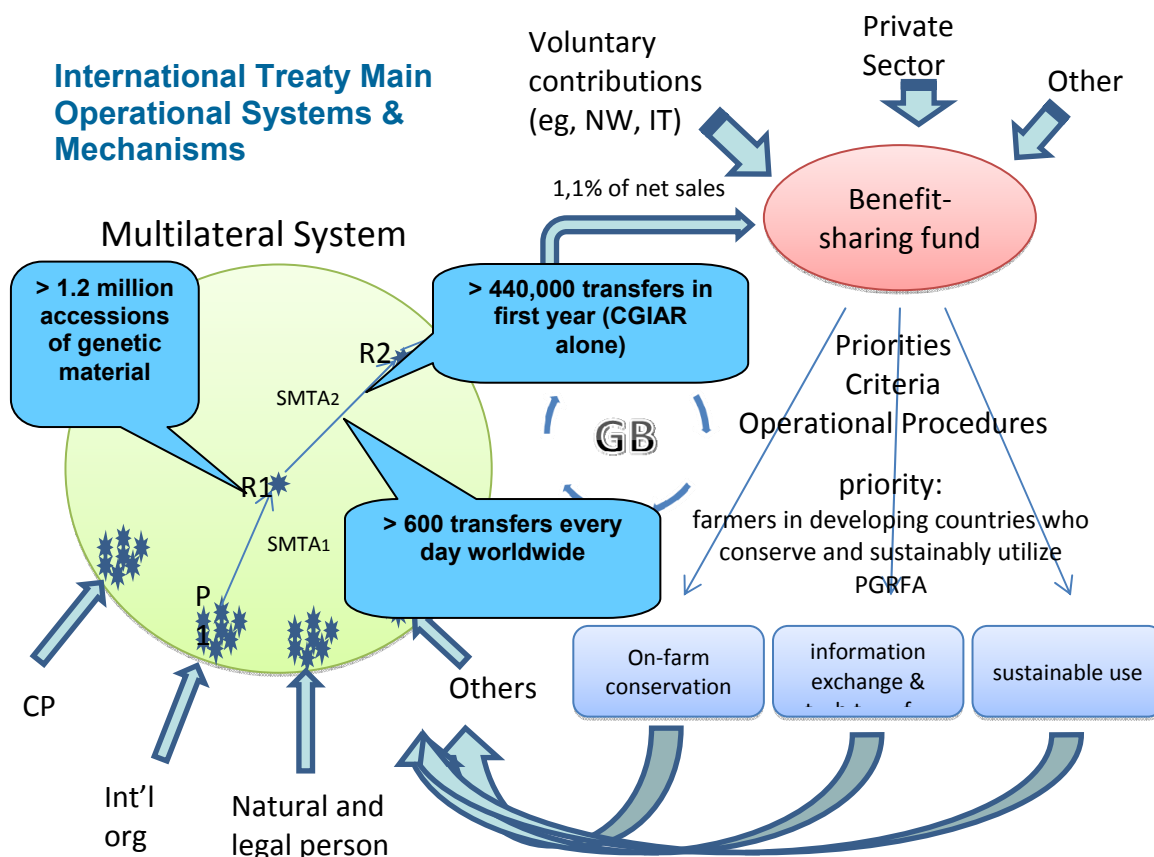 International Treaty Main
Operational Systems &
Mechanisms
Voluntary
contributions
(eg, NW, IT)
Private
Sector
Other
1,1% of net sales
Benefit-
sharing fund
Multilateral System
> 1.2 million
accessions
of genetic
material
> 440,000 transfers in
first year (CGIAR
alone)
R2
SMTA2
R1
SMTA1
> 600 transfers every
day worldwide
GB
P
1
Priorities
Criteria
Operational Procedures
priority:
farmers in developing countries who
conserve and sustainably utilize
PGRFA
On-farm
conservation
information
exchange &
sustainable use
CP
Int'l
org
Natural and
legal person
Others